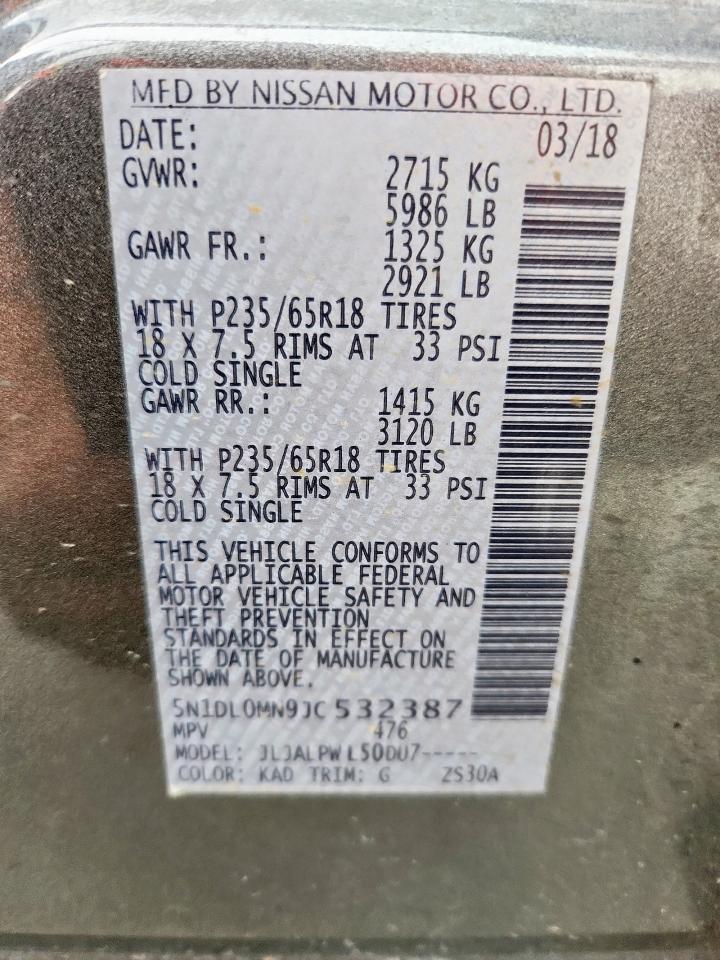 MFD BY NISSAN MOTOR CO., LTD.
DATE: 03/18
GVWR: 2715 KG
5986 LB
GAWR FR.: 1325 KG
2921 LB
WITH P235/65R18 TIRES
18 X 7.5 RIMS AT 33 PSI
COLD SINGLE
GAWR RR.: 1415 KG
3120 LB
WITH P235/65R18 TIRES
18 X 7.5 RIMS AT 33 PSI
COLD SINGLE
THIS VEHICLE CONFORMS TO
ALL APPLICABLE FEDERAL
MOTOR VEHICLE SAFETY AND
THEFT PREVENTION
STANDARDS IN EFFECT ON
THE DATE OF MANUFACTURE
SHOWN ABOVE.
5N1DL0MN9JC532387
MPV 476
MODEL: JLJALPWL50DU7-----
COLOR: KAD TRIM: G ZS30A